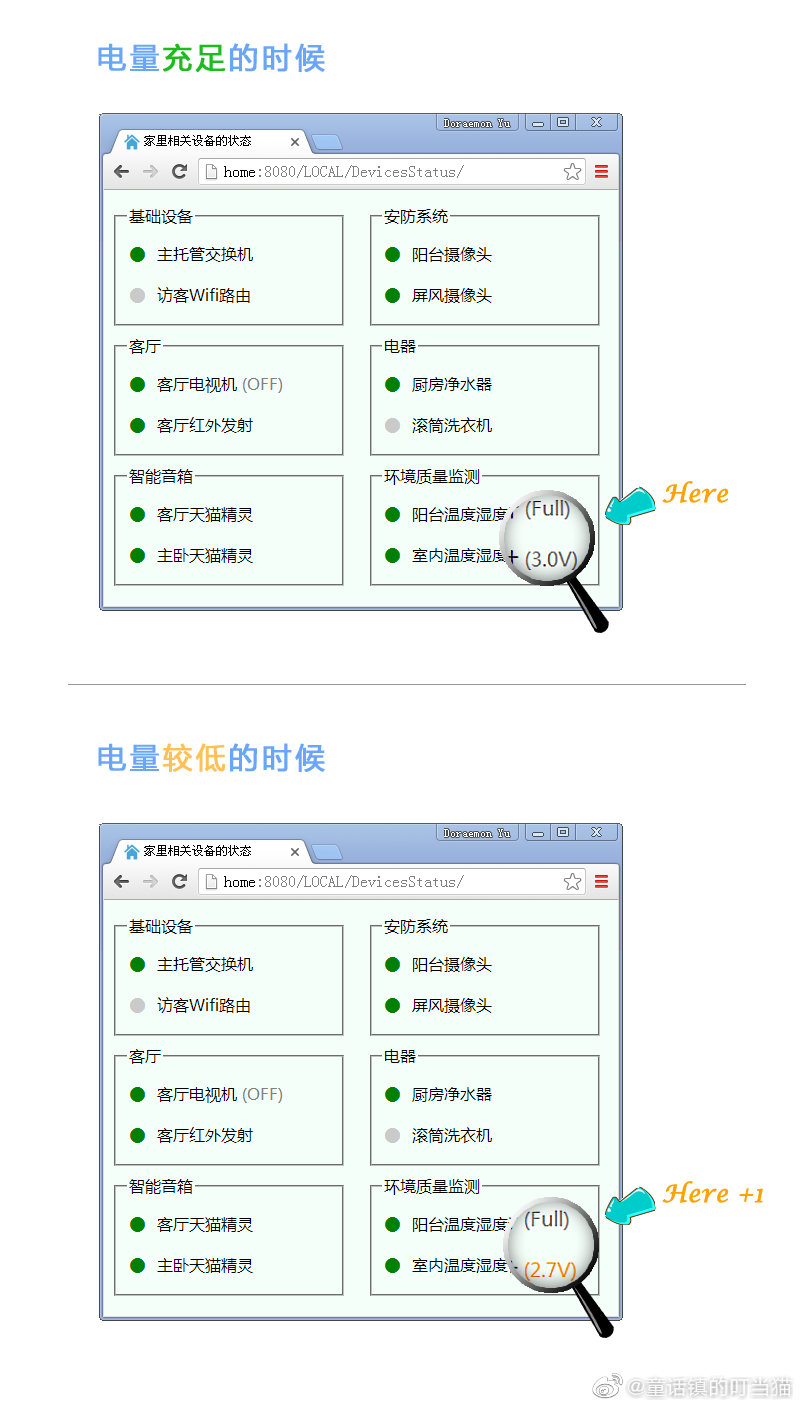 电量充足的时候
Doraemon Yu
家里相关设备的状态
home:8080/LOCAL/DevicesStatus/
基础设备
主托管交换机
访客Wifi路由
安防系统
阳台摄像头
屏风摄像头
客厅
客厅电视机 (OFF)
客厅红外发射
电器
厨房净水器
滚筒洗衣机
智能音箱
客厅天猫精灵
主卧天猫精灵
环境质量监测
阳台温度湿度 (Full)
室内温度湿度 (3.0V)
Here
电量较低的时候
Doraemon Yu
家里相关设备的状态
home:8080/LOCAL/DevicesStatus/
基础设备
主托管交换机
访客Wifi路由
安防系统
阳台摄像头
屏风摄像头
客厅
客厅电视机 (OFF)
客厅红外发射
电器
厨房净水器
滚筒洗衣机
智能音箱
客厅天猫精灵
主卧天猫精灵
环境质量监测
阳台温度湿度 (Full)
室内温度湿度 (2.7V)
Here +1
@童话镇的叮当猫